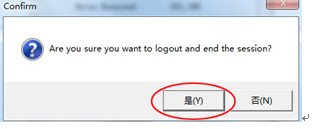 Confirm
Are you sure you want to logout and end the session?
是(Y) 否(N)